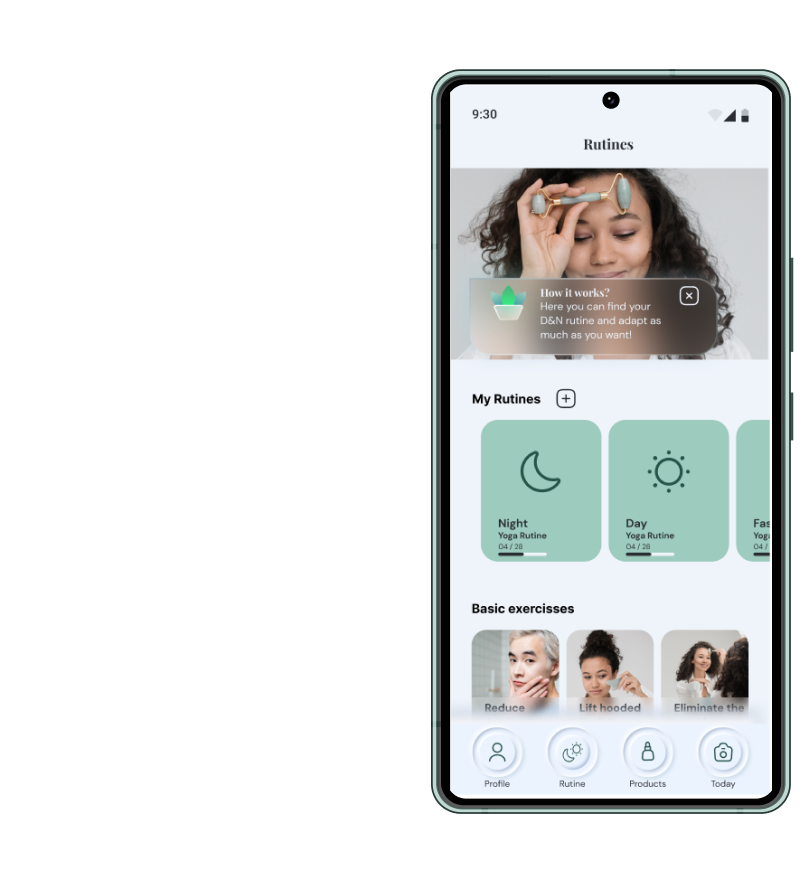 9:30
Rutines
How it works?
Here you can find your
D&N rutine and adapt as
much as you want!
My Rutines
Night
Yoga Rutine
04 / 28
Day
Yoga Rutine
04 / 28
Fas
Yoga
04 /
Basic exercisses
Reduce
Lift hooded
Eliminate the
Profile
Rutine
Products
Today